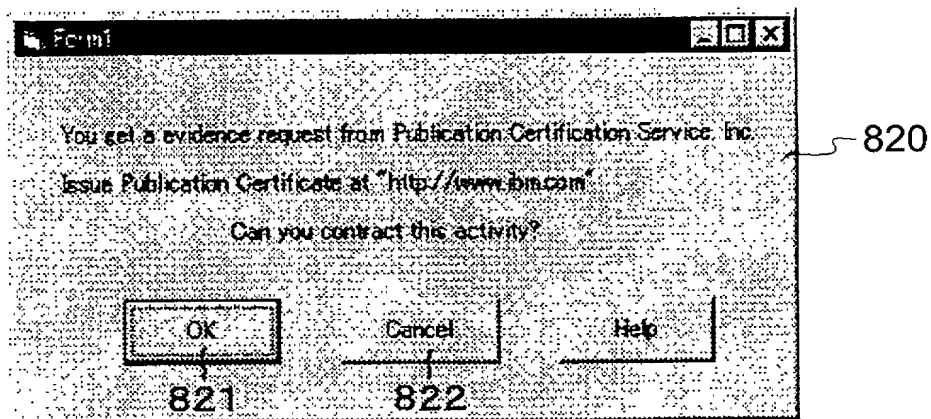 Form1
You get a evidence request from Publication Certification Service, Inc.
820
Issue Publication Certificate at "http://www.ibm.com"
Can you contract this activity?
OK Cancel Help
821 822